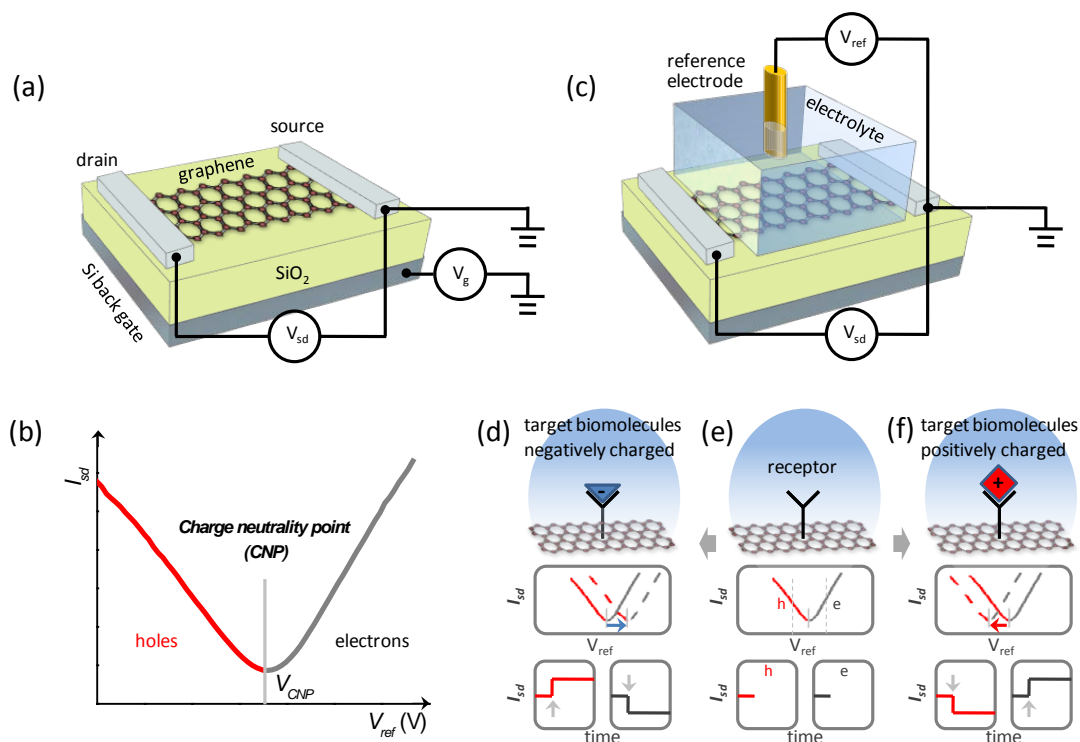 (a)
drain
source
graphene
SiO2
Si back gate
Vg
Vsd
(c)
reference
electrode
Vref
electrolyte
Vsd
(b)
Isd
Charge neutrality point
(CNP)
holes
electrons
VCNP
Vref (V)
(d)
target biomolecules
negatively charged
-
Isd
Vref
Isd
time
(e)
receptor
Isd
h
e
Vref
Isd
h
e
time
(f)
target biomolecules
positively charged
+
Isd
Vref
Isd
time